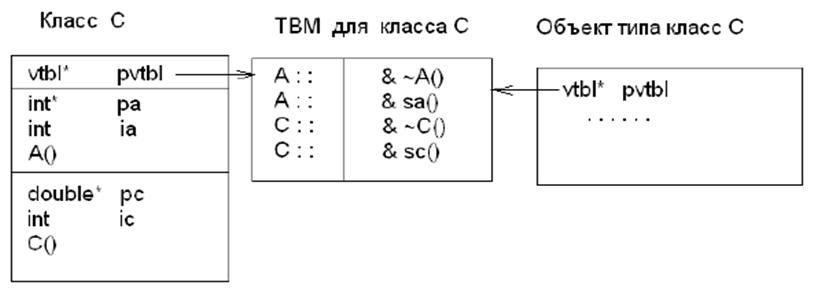 Класс C
vtbl* pvtbl
int* pa
int ia
A()
double* pc
int ic
C()
ТВМ для класса C
A : : & ~A()
A : : & sa()
C : : & ~C()
C : : & sc()
Объект типа класс C
vtbl* pvtbl
. . . . . .